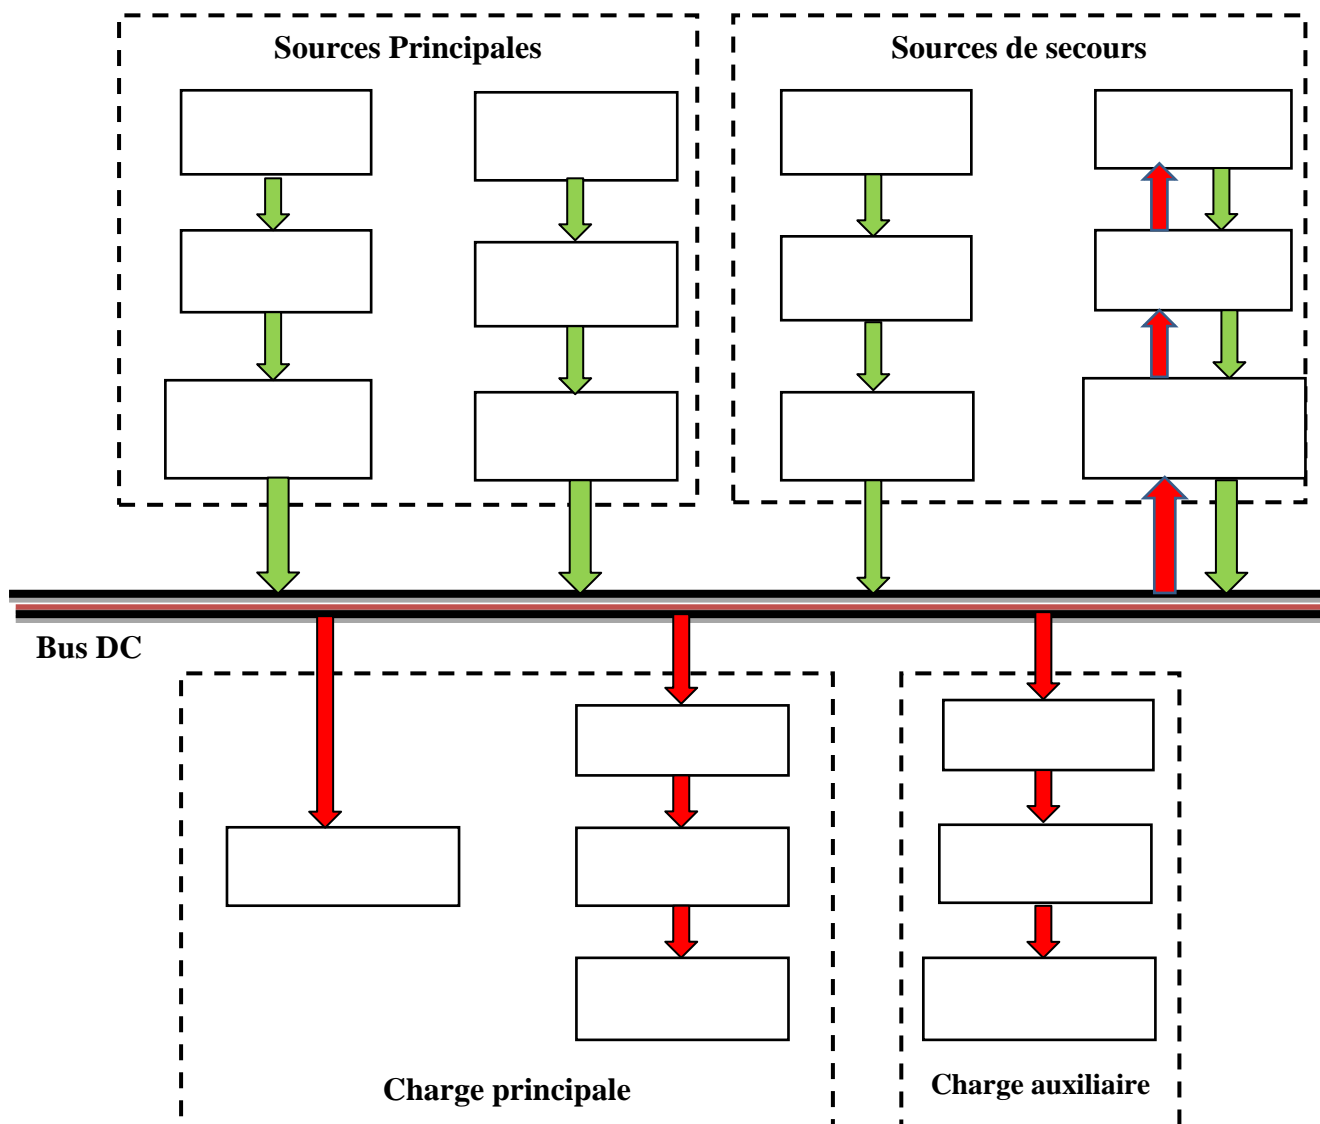 Sources Principales
Sources de secours
Bus DC
Charge principale
Charge auxiliaire